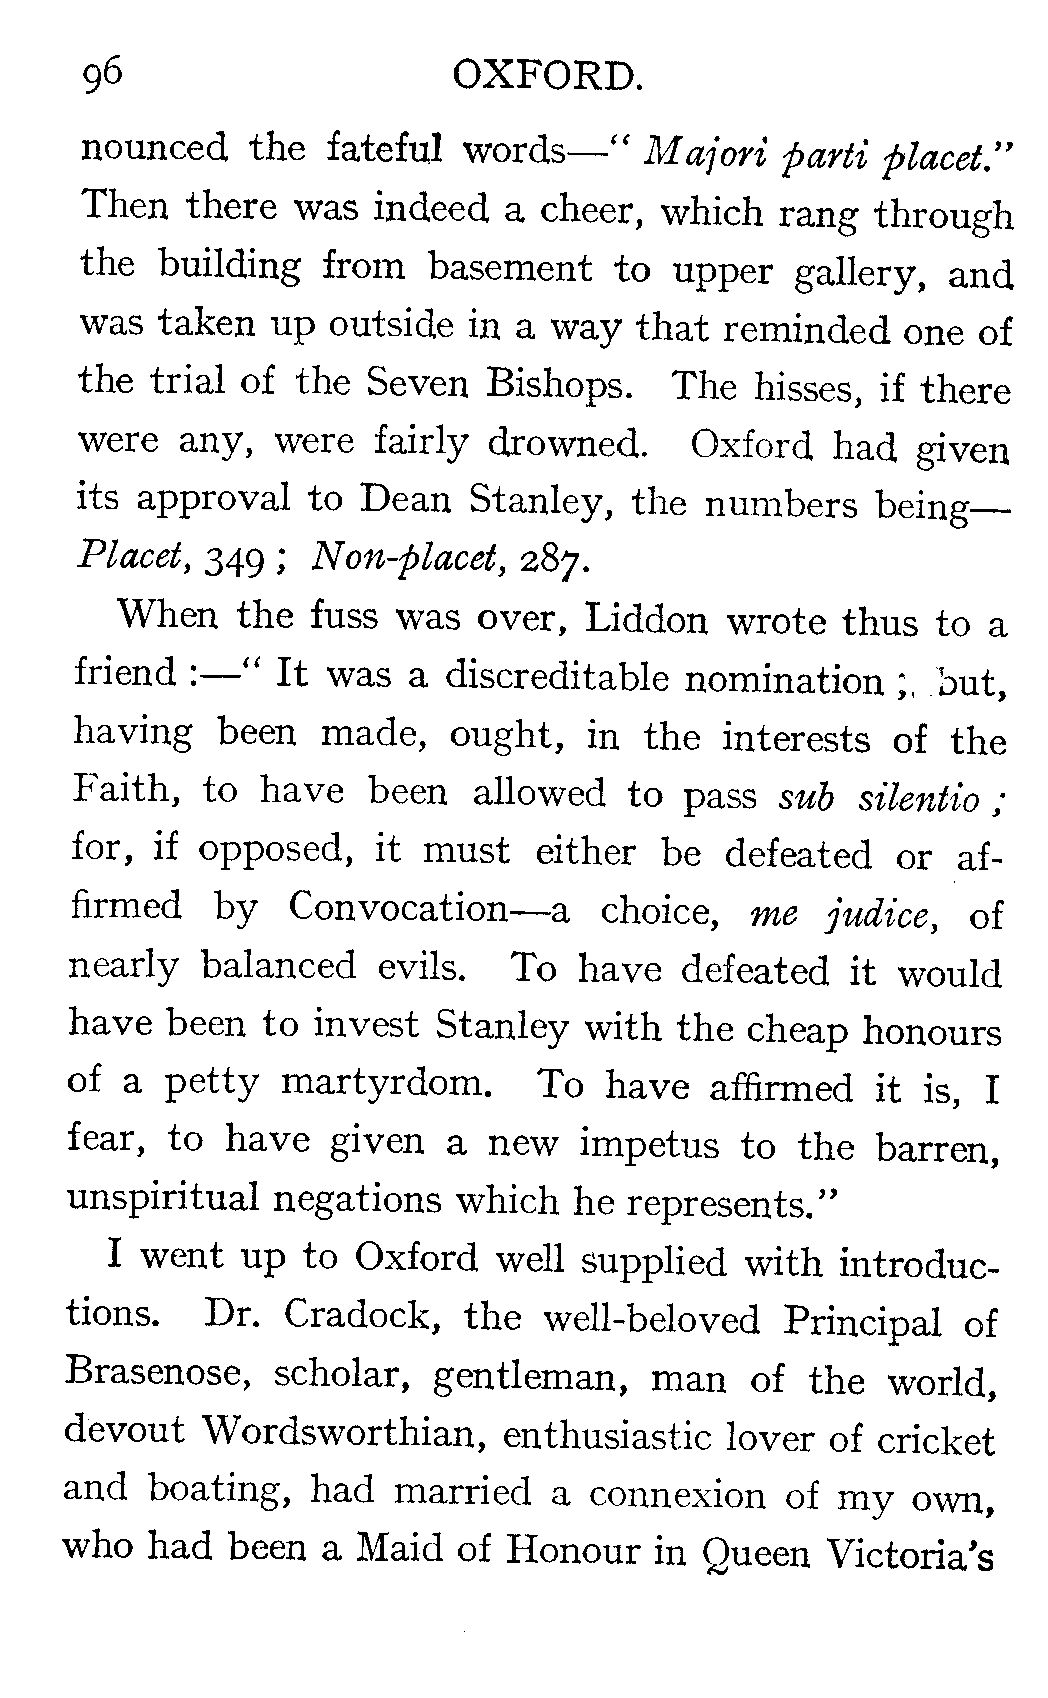 96 OXFORD.
nounced the fateful words—" Majori parti placet."
Then there was indeed a cheer, which rang through
the building from basement to upper gallery, and
was taken up outside in a way that reminded one of
the trial of the Seven Bishops. The hisses, if there
were any, were fairly drowned. Oxford had given
its approval to Dean Stanley, the numbers being—
Placet, 349 ; Non-placet, 287.
When the fuss was over, Liddon wrote thus to a
friend :—" It was a discreditable nomination ; but,
having been made, ought, in the interests of the
Faith, to have been allowed to pass sub silentio ;
for, if opposed, it must either be defeated or af-
firmed by Convocation—a choice, me judice, of
nearly balanced evils. To have defeated it would
have been to invest Stanley with the cheap honours
of a petty martyrdom. To have affirmed it is, I
fear, to have given a new impetus to the barren,
unspiritual negations which he represents."
I went up to Oxford well supplied with introduc-
tions. Dr. Cradock, the well-beloved Principal of
Brasenose, scholar, gentleman, man of the world,
devout Wordsworthian, enthusiastic lover of cricket
and boating, had married a connexion of my own,
who had been a Maid of Honour in Queen Victoria's